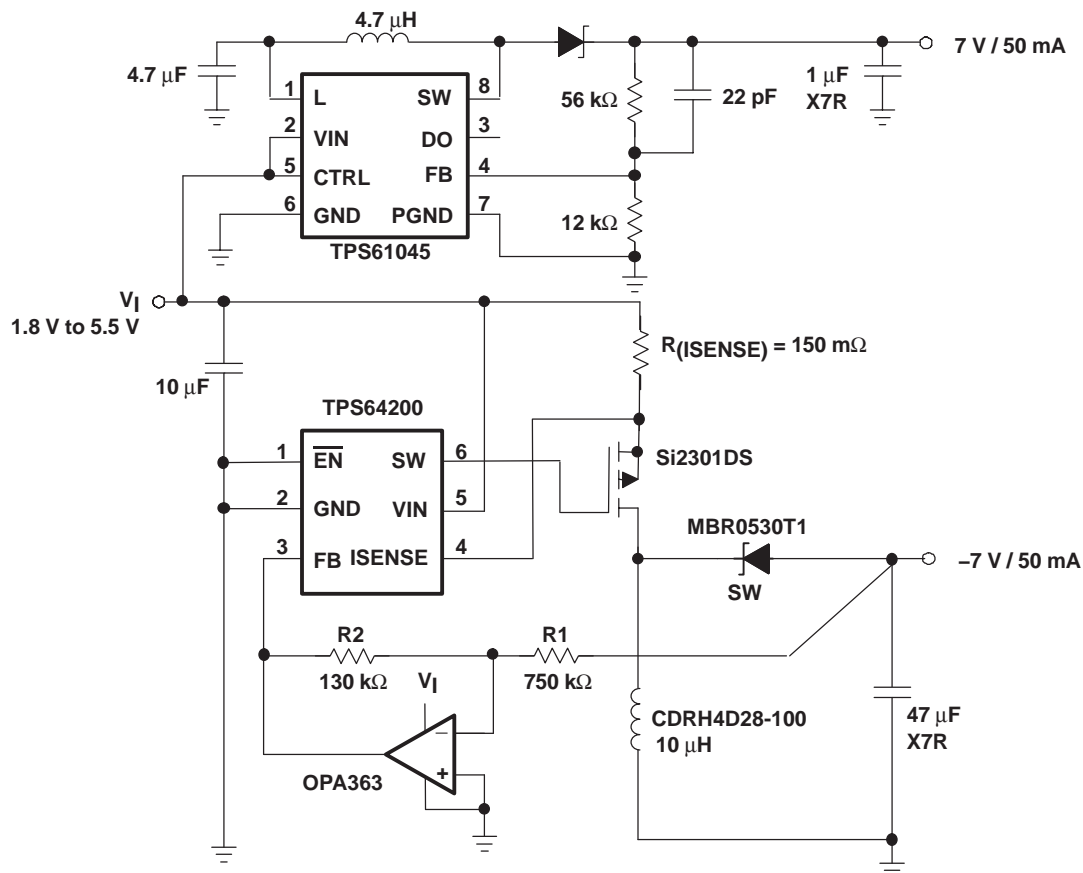 4.7 μH
7 V / 50 mA
4.7 μF
1 L
SW 8
2 VIN
DO 3
5 CTRL
FB 4
6 GND
PGND 7
TPS61045
56 kΩ
22 pF
1 μF
X7R
12 kΩ
VI
1.8 V to 5.5 V
R(ISENSE) = 150 mΩ
10 μF
TPS64200
1 EN
SW 6
2 GND
VIN 5
3 FB
ISENSE 4
Si2301DS
MBR0530T1
SW
–7 V / 50 mA
R2
130 kΩ
R1
750 kΩ
VI
–
+
OPA363
CDRH4D28-100
10 μH
47 μF
X7R